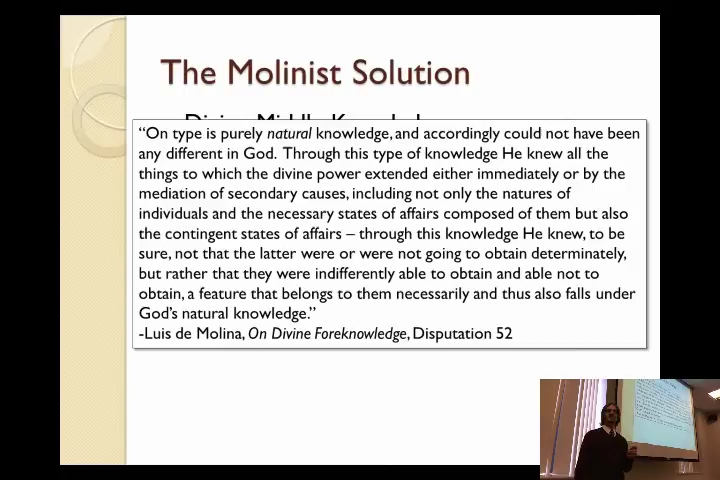 The Molinist Solution
“On type is purely natural knowledge, and accordingly could not have been
any different in God. Through this type of knowledge He knew all the
things to which the divine power extended either immediately or by the
mediation of secondary causes, including not only the natures of
individuals and the necessary states of affairs composed of them but also
the contingent states of affairs – through this knowledge He knew, to be
sure, not that the latter were or were not going to obtain determinately,
but rather that they were indifferently able to obtain and able not to
obtain, a feature that belongs to them necessarily and thus also falls under
God's natural knowledge.”
-Luis de Molina, On Divine Foreknowledge, Disputation 52